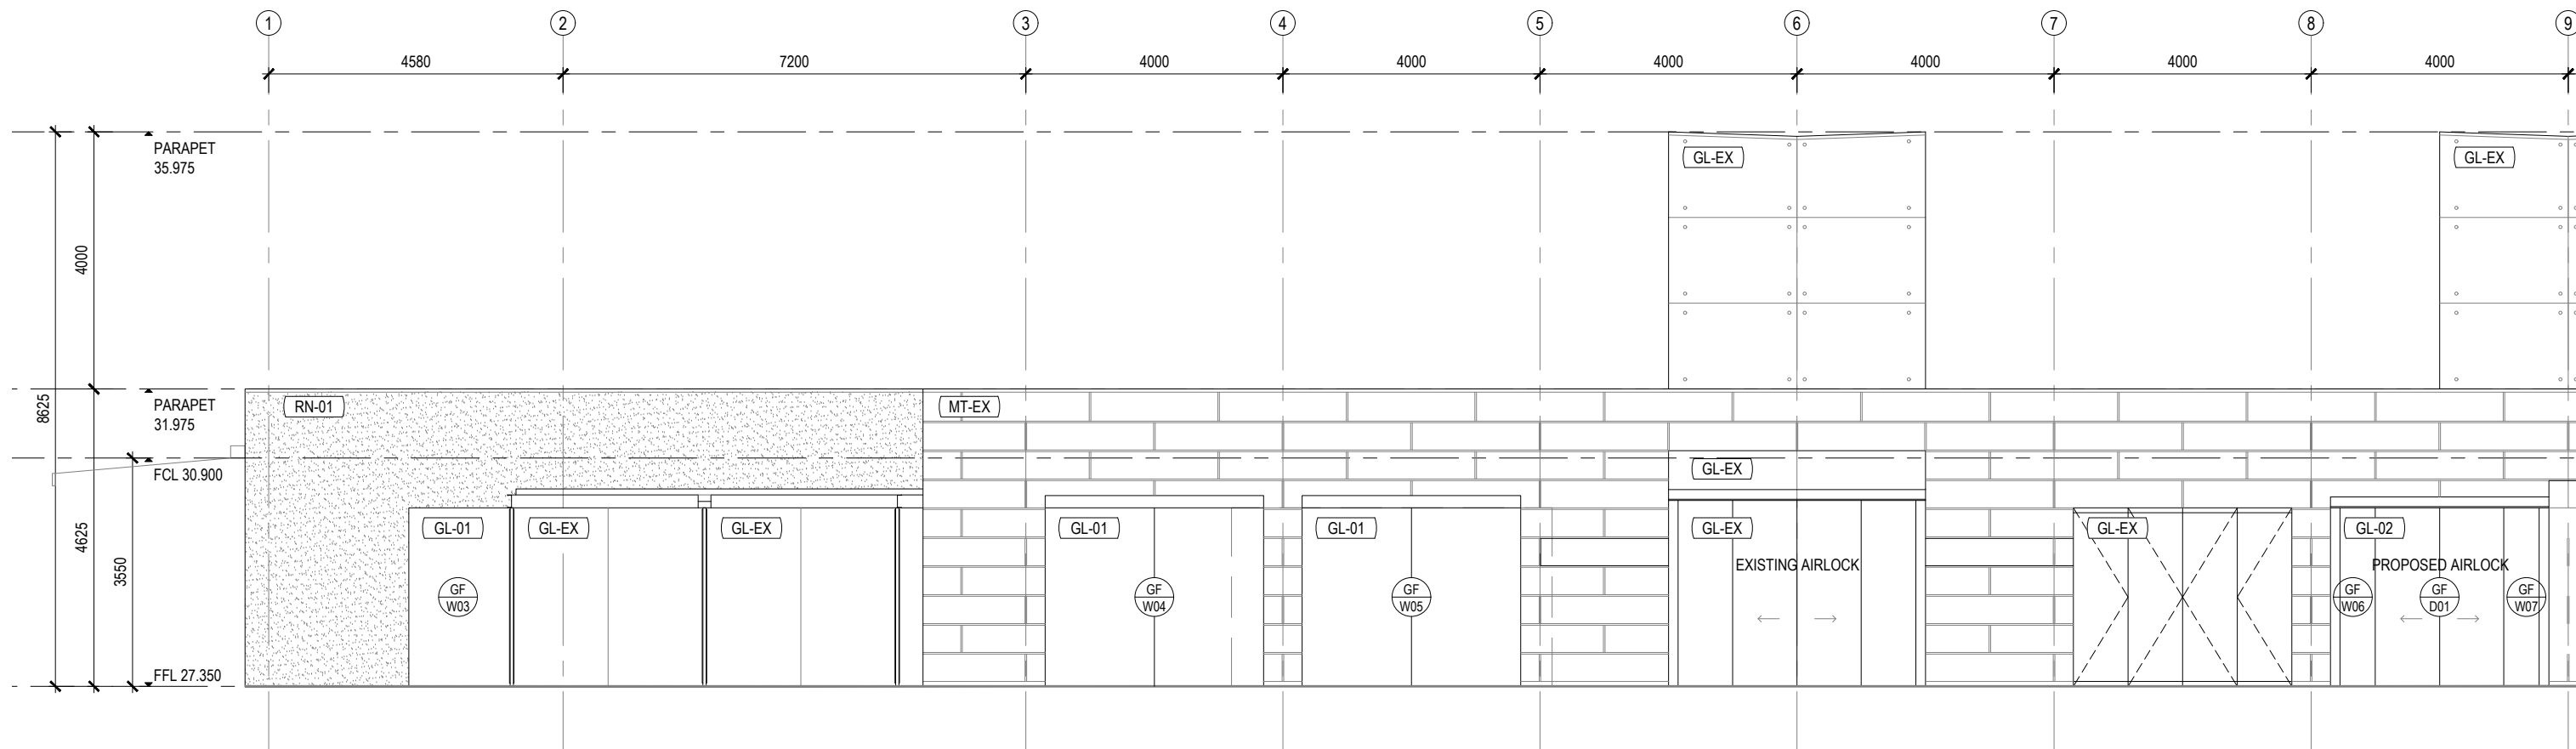 1
2
3
4
5
6
7
8
9
4580
7200
4000
4000
4000
4000
4000
4000
PARAPET
35.975
4000
8625
GL-EX
GL-EX
PARAPET
31.975
RN-01
MT-EX
FCL 30.900
4625
3550
GL-EX
GL-01
GL-EX
GL-EX
GL-01
GL-01
GL-EX
GL-EX
GL-02
EXISTING AIRLOCK
PROPOSED AIRLOCK
GF
W03
GF
W04
GF
W05
GF
W06
GF
D01
GF
W07
FFL 27.350